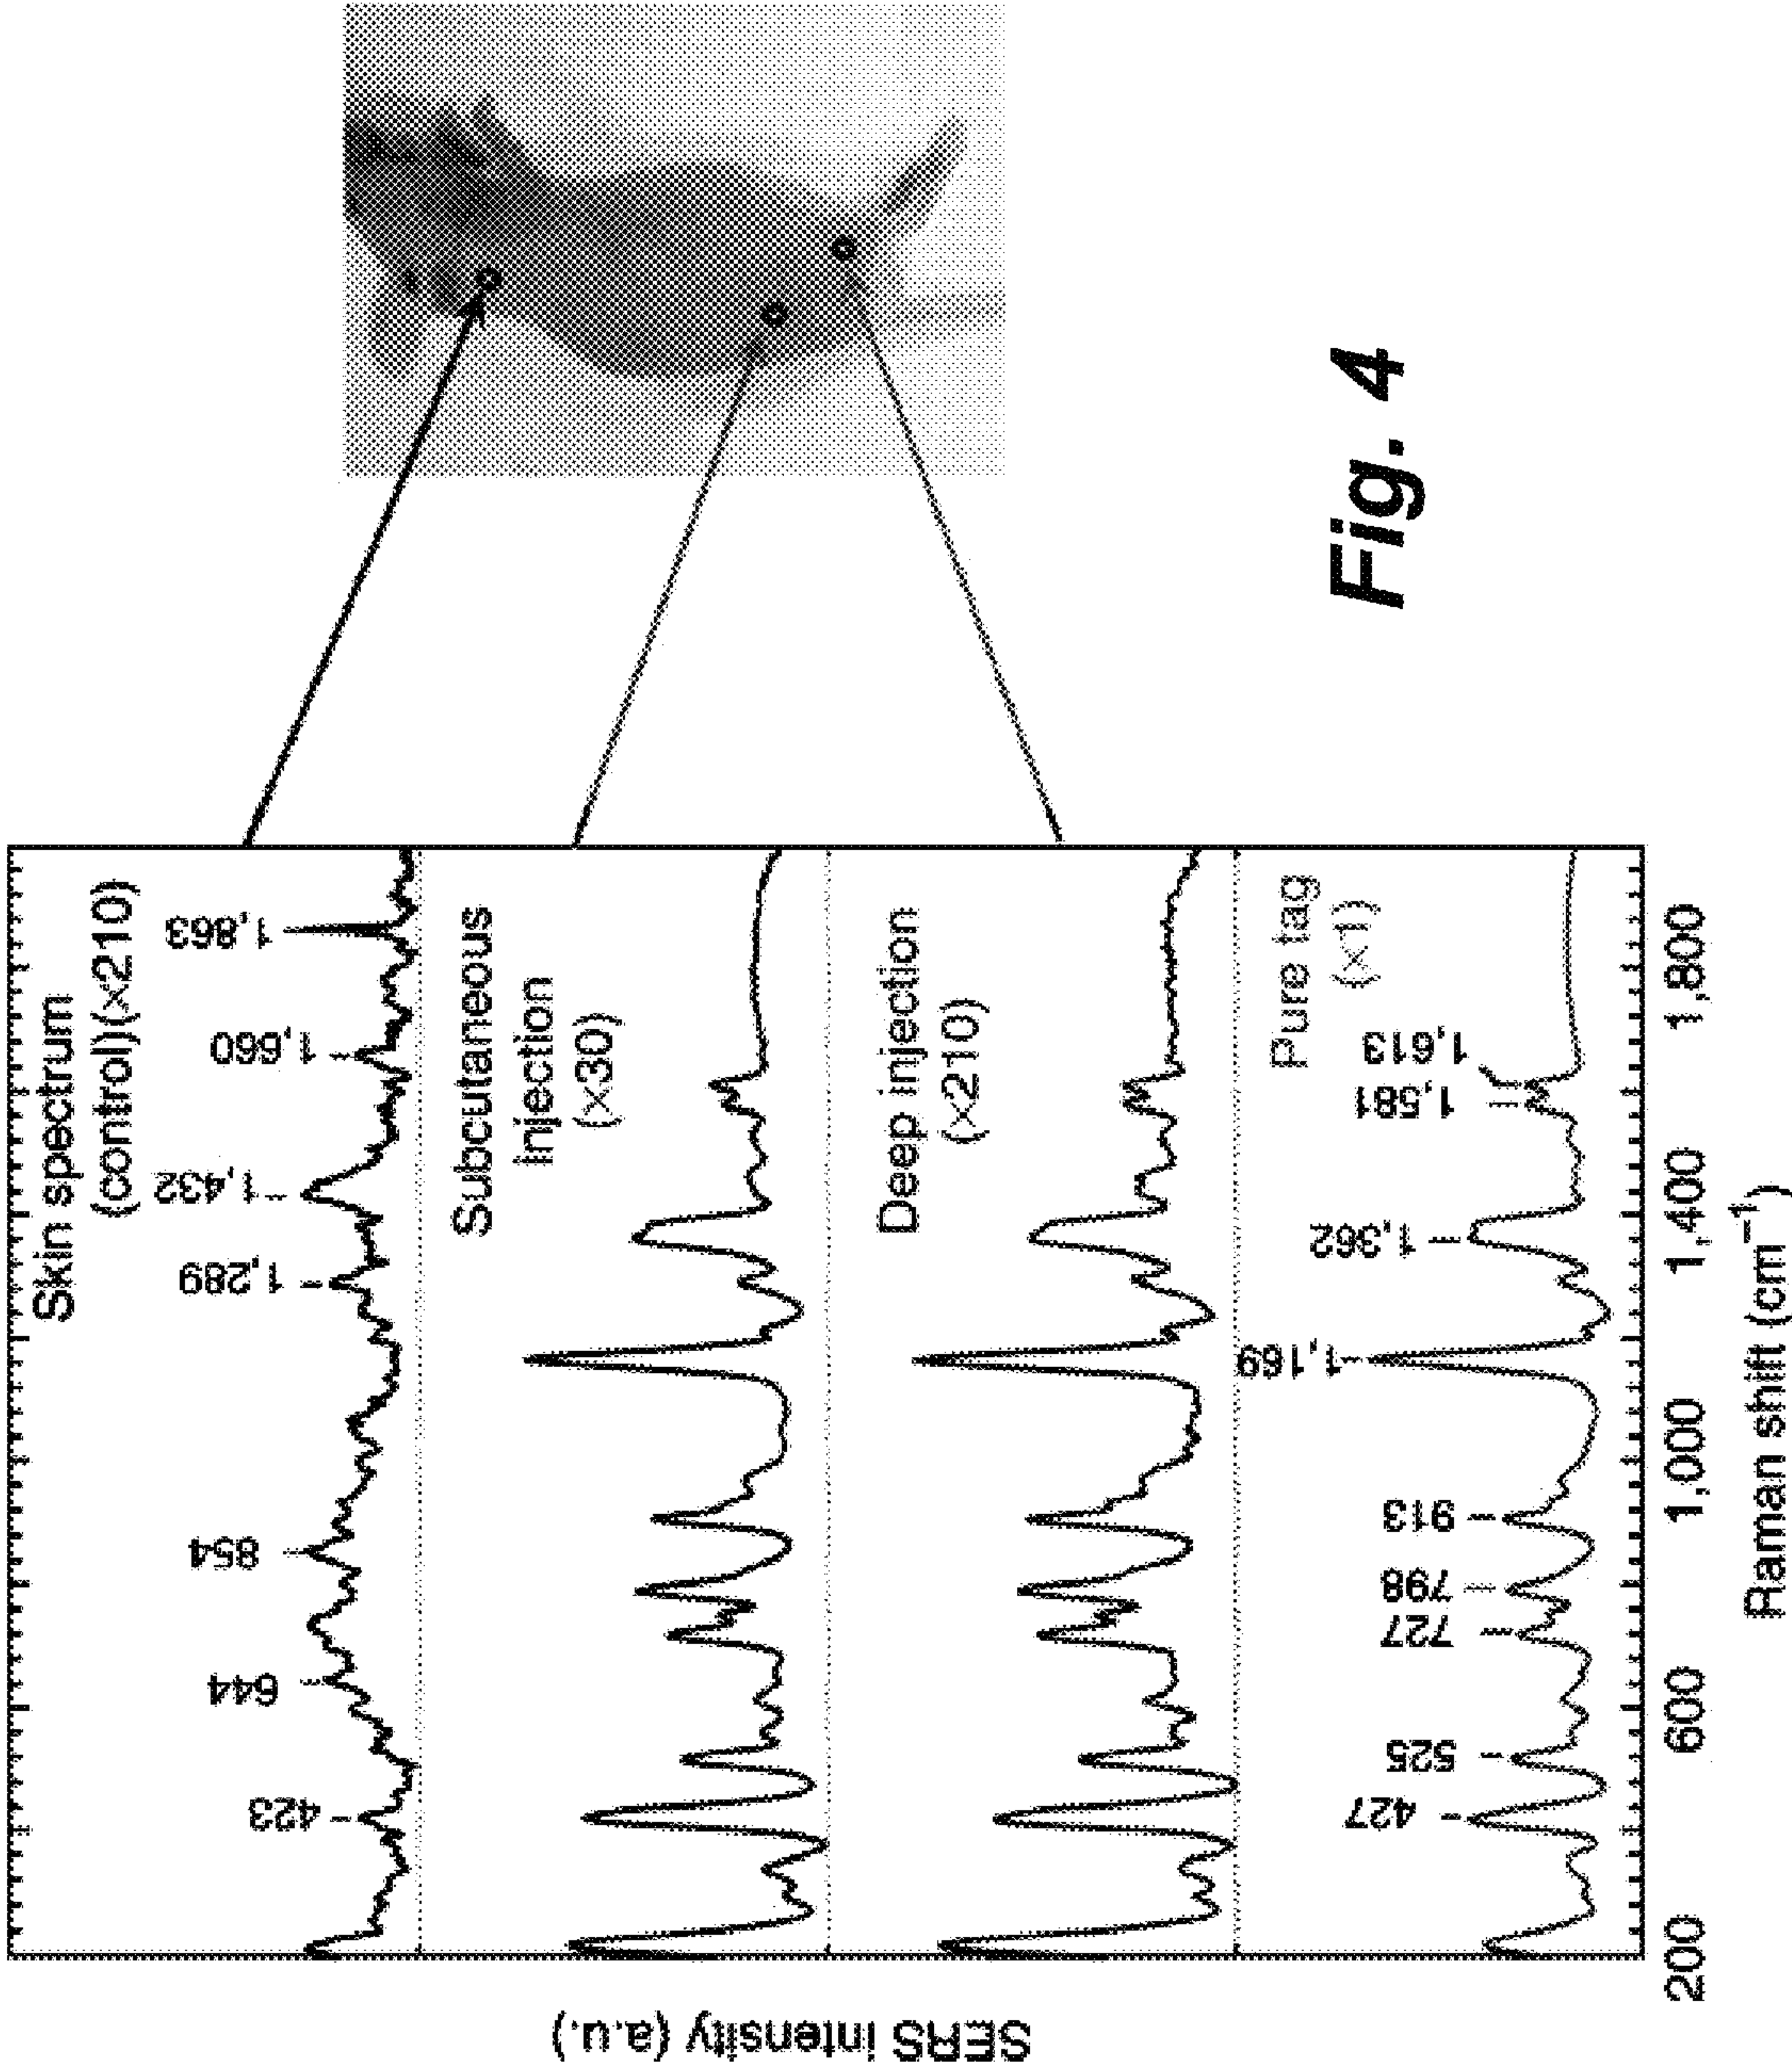 Skin spectrum
(control)(×210)
423
644
854
1,289
1,432
1,660
1,863
Subcutaneous
injection
(×30)
Deep injection
(×210)
Pure tag
(×1)
427
525
727
798
913
1,169
1,362
1,581
1,613
200
600
1,000
1,400
1,800
Raman shift (cm⁻¹)
SERS intensity (a.u.)
Fig. 4